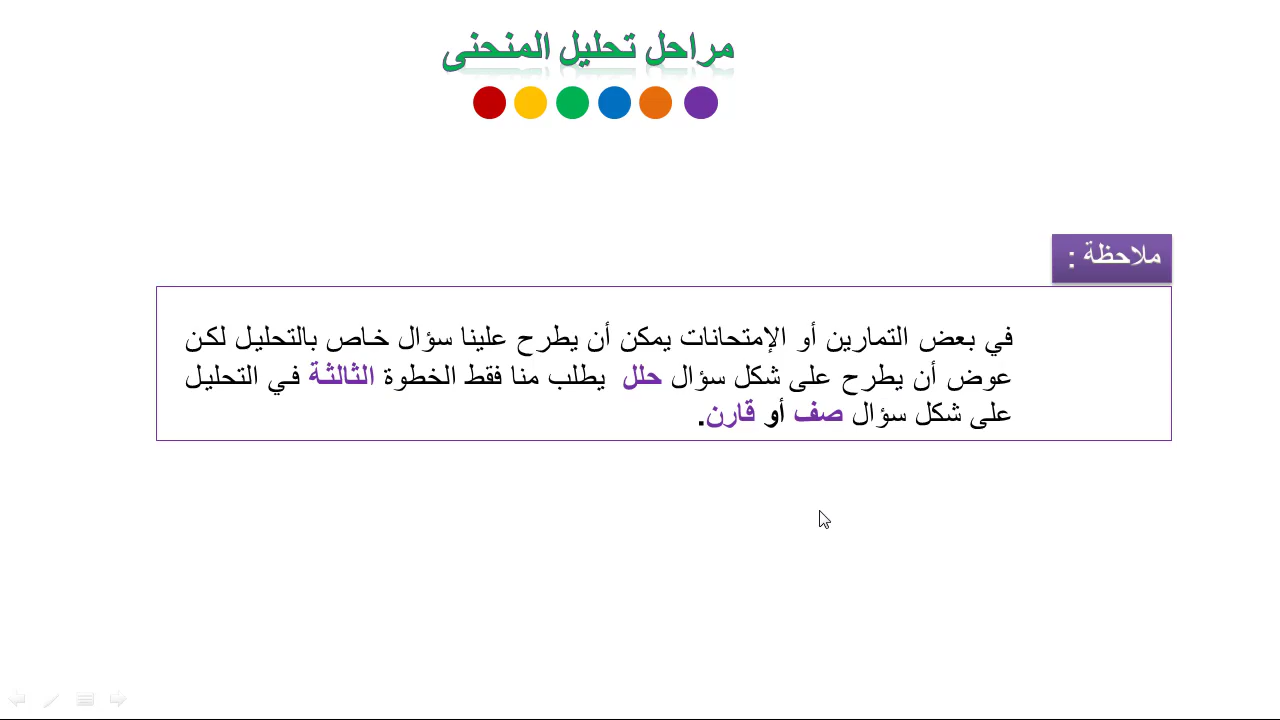 مراحل تحليل المنحنى
ملاحظة :
في بعض التمارين أو الإمتحانات يمكن أن يطرح علينا سؤال خاص بالتحليل لكن
عوض أن يطرح على شكل سؤال حلل يطلب منا فقط الخطوة الثالثة في التحليل
على شكل سؤال صف أو قارن.